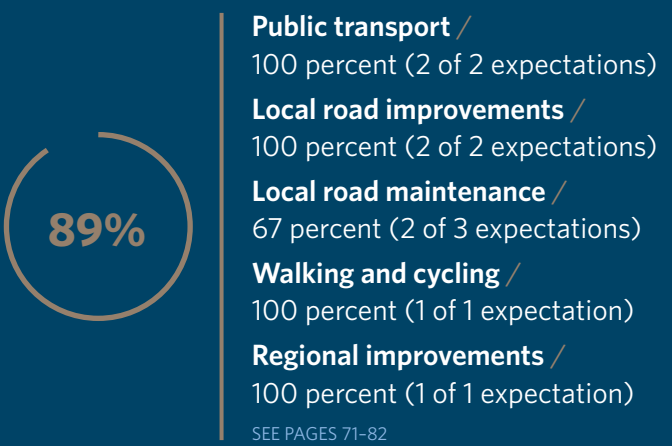 89%
Public transport /
100 percent (2 of 2 expectations)
Local road improvements /
100 percent (2 of 2 expectations)
Local road maintenance /
67 percent (2 of 3 expectations)
Walking and cycling /
100 percent (1 of 1 expectation)
Regional improvements /
100 percent (1 of 1 expectation)
SEE PAGES 71–82